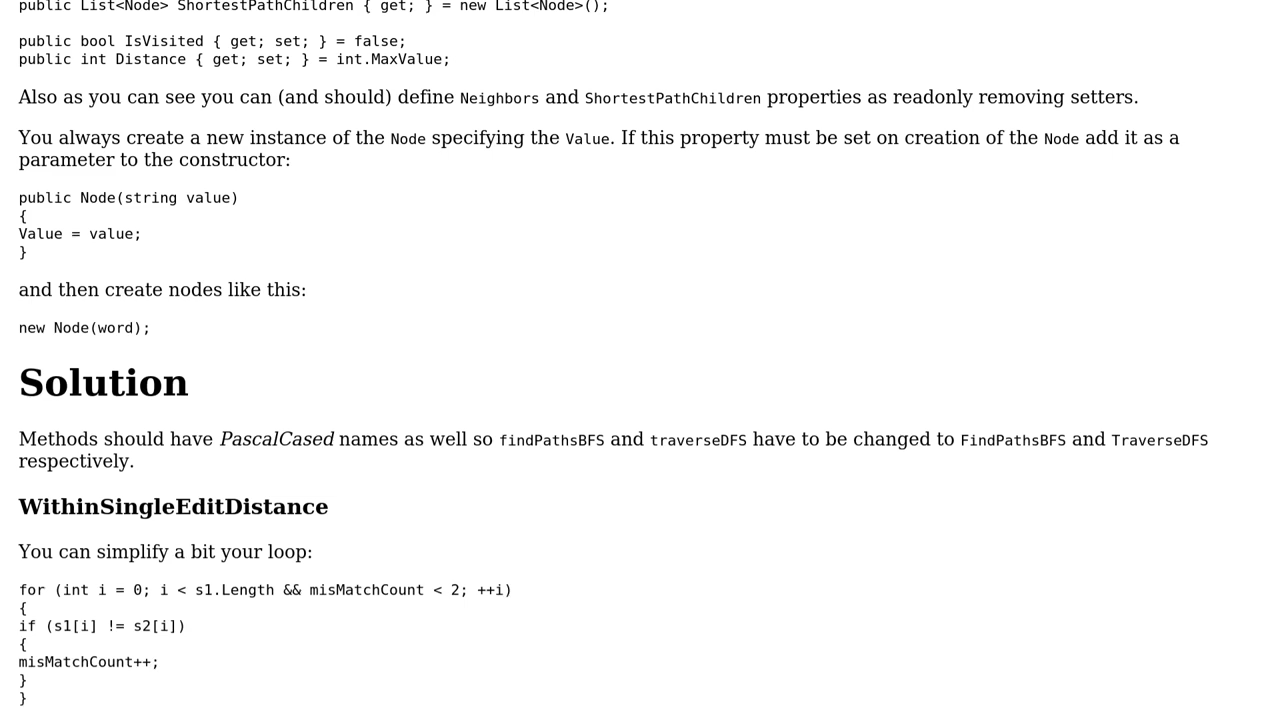 public List<Node> ShortestPathChildren { get; } = new List<Node>();
public bool IsVisited { get; set; } = false;
public int Distance { get; set; } = int.MaxValue;
Also as you can see you can (and should) define Neighbors and ShortestPathChildren properties as readonly removing setters.
You always create a new instance of the Node specifying the Value. If this property must be set on creation of the Node add it as a
parameter to the constructor:
public Node(string value)
{
Value = value;
}
and then create nodes like this:
new Node(word);
Solution
Methods should have PascalCased names as well so findPathsBFS and traverseDFS have to be changed to FindPathsBFS and TraverseDFS
respectively.
WithinSingleEditDistance
You can simplify a bit your loop:
for (int i = 0; i < s1.Length && misMatchCount < 2; ++i)
{
if (s1[i] != s2[i])
{
misMatchCount++;
}
}